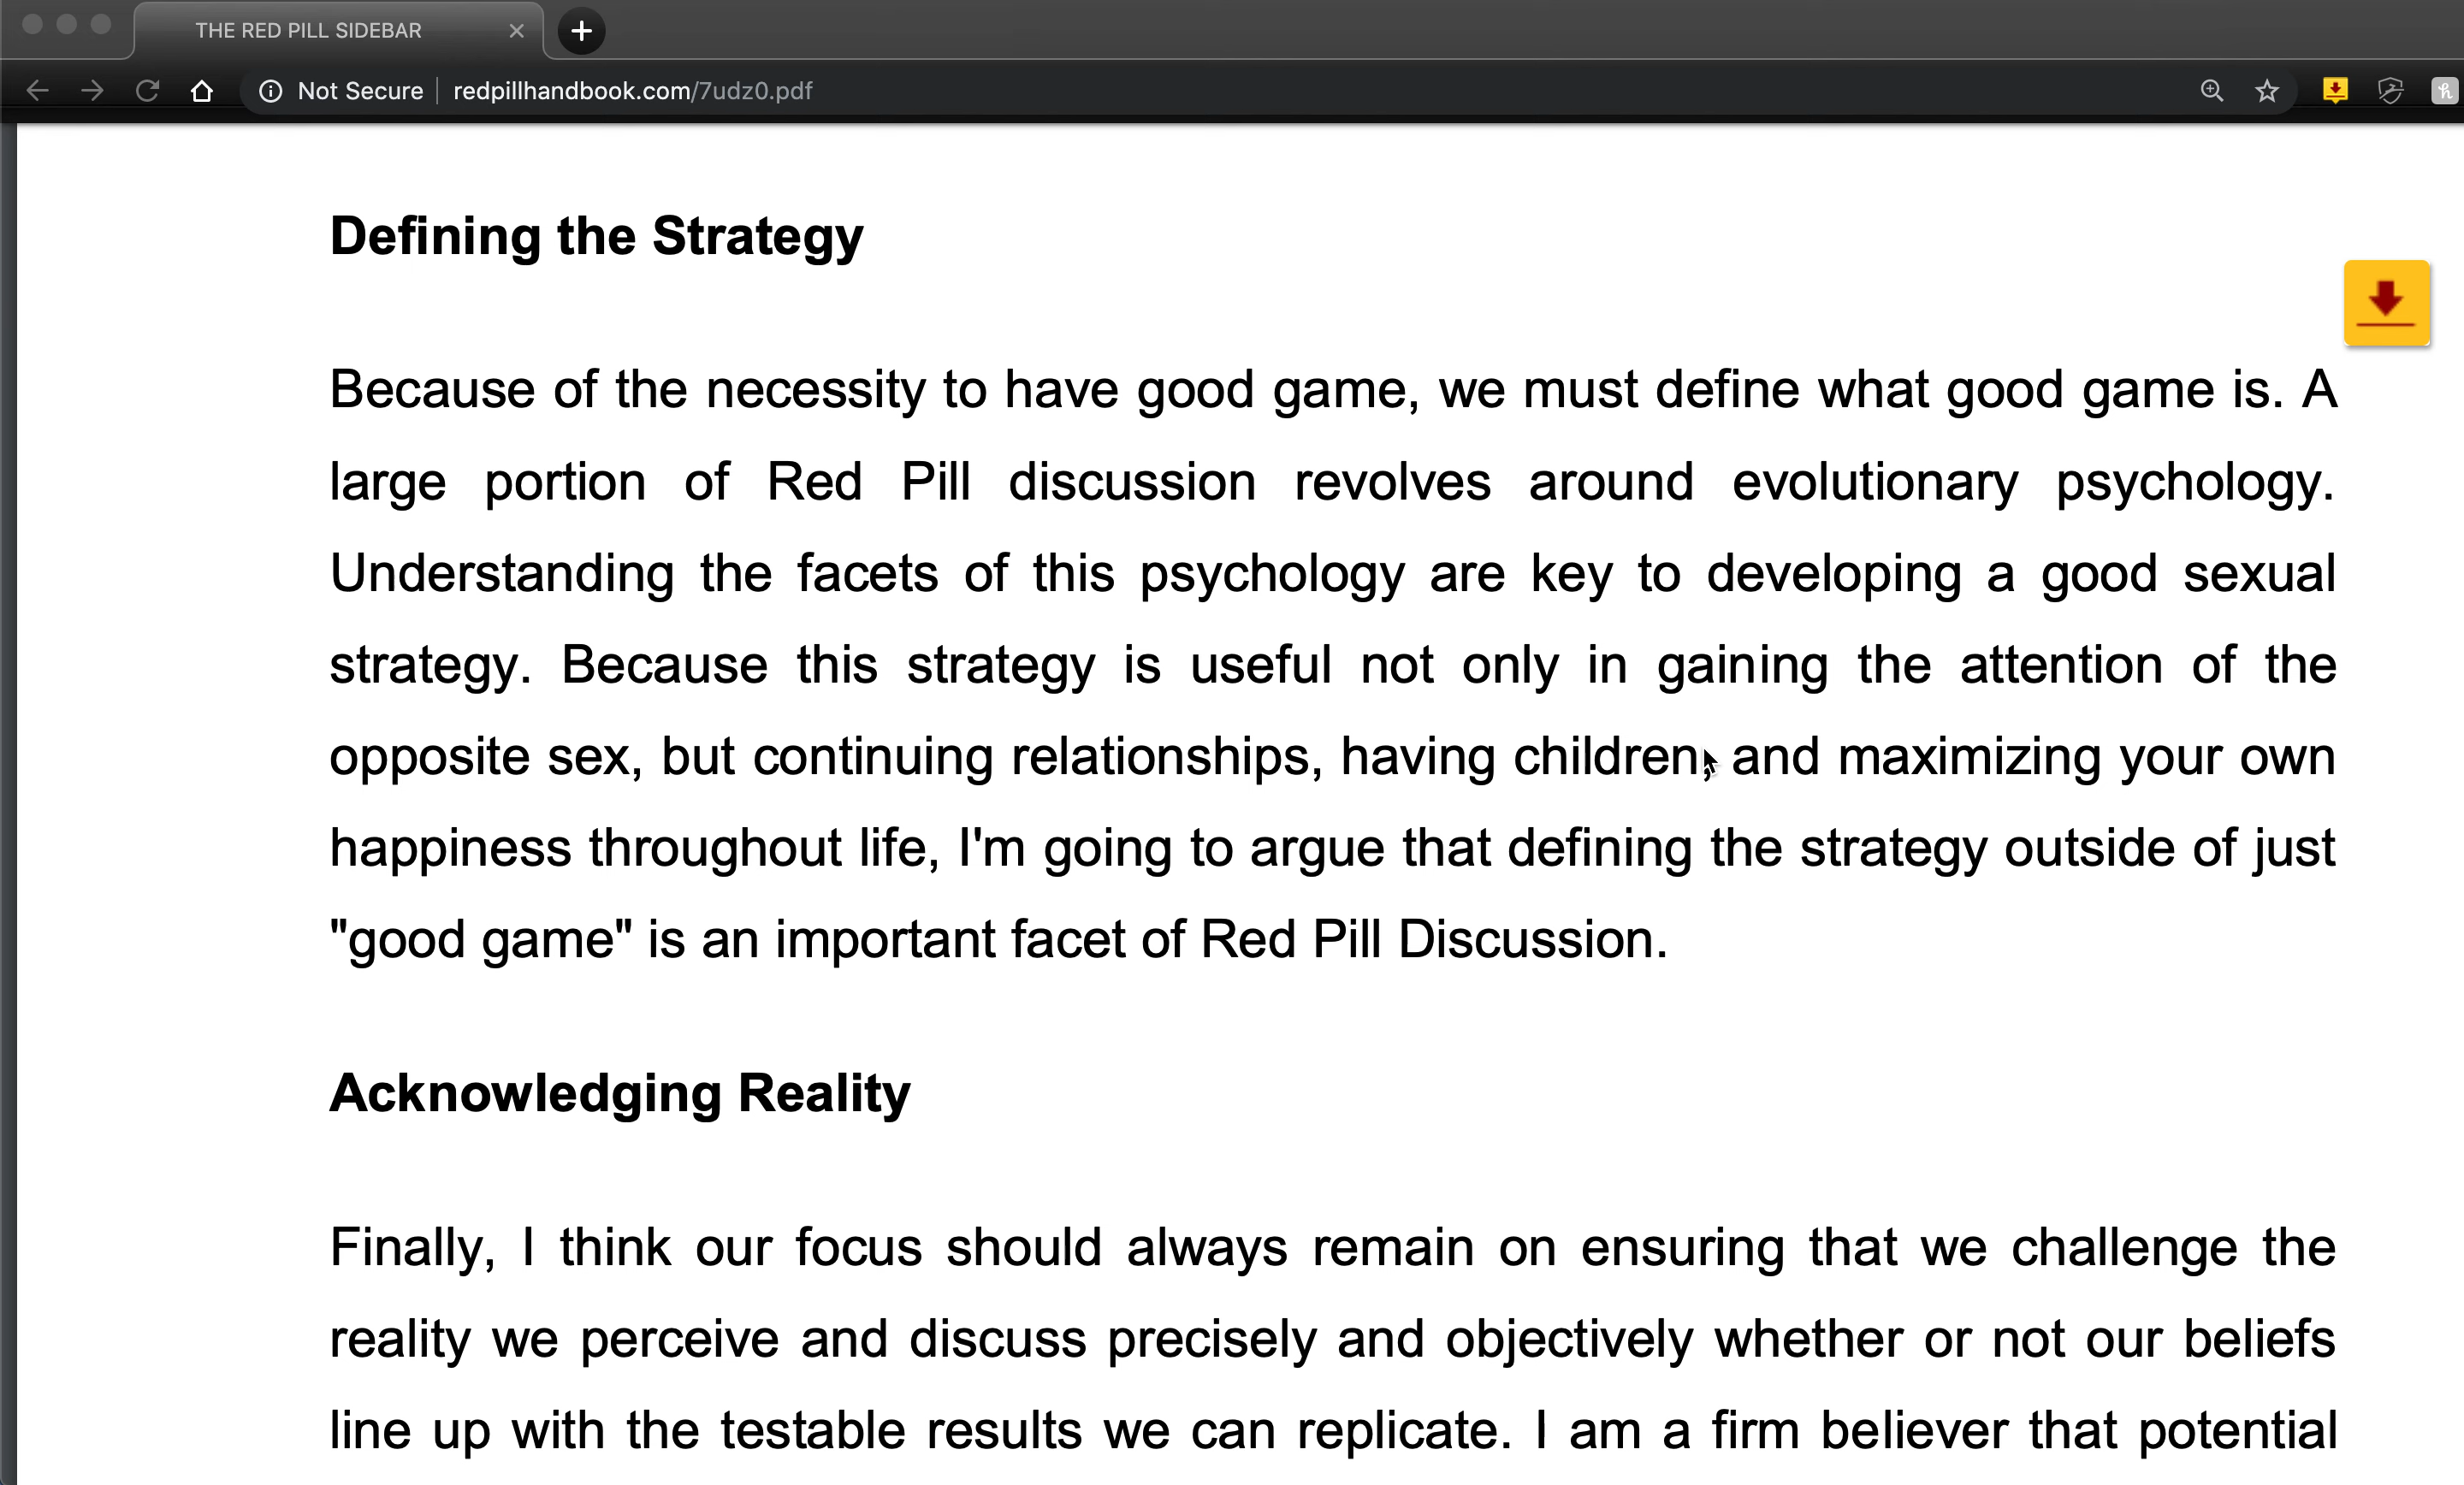 THE RED PILL SIDEBAR
Not Secure
redpillhandbook.com/7udz0.pdf
Defining the Strategy
Because of the necessity to have good game, we must define what good game is. A
large portion of Red Pill discussion revolves around evolutionary psychology.
Understanding the facets of this psychology are key to developing a good sexual
strategy. Because this strategy is useful not only in gaining the attention of the
opposite sex, but continuing relationships, having children, and maximizing your own
happiness throughout life, I'm going to argue that defining the strategy outside of just
"good game" is an important facet of Red Pill Discussion.
Acknowledging Reality
Finally, I think our focus should always remain on ensuring that we challenge the
reality we perceive and discuss precisely and objectively whether or not our beliefs
line up with the testable results we can replicate. I am a firm believer that potential